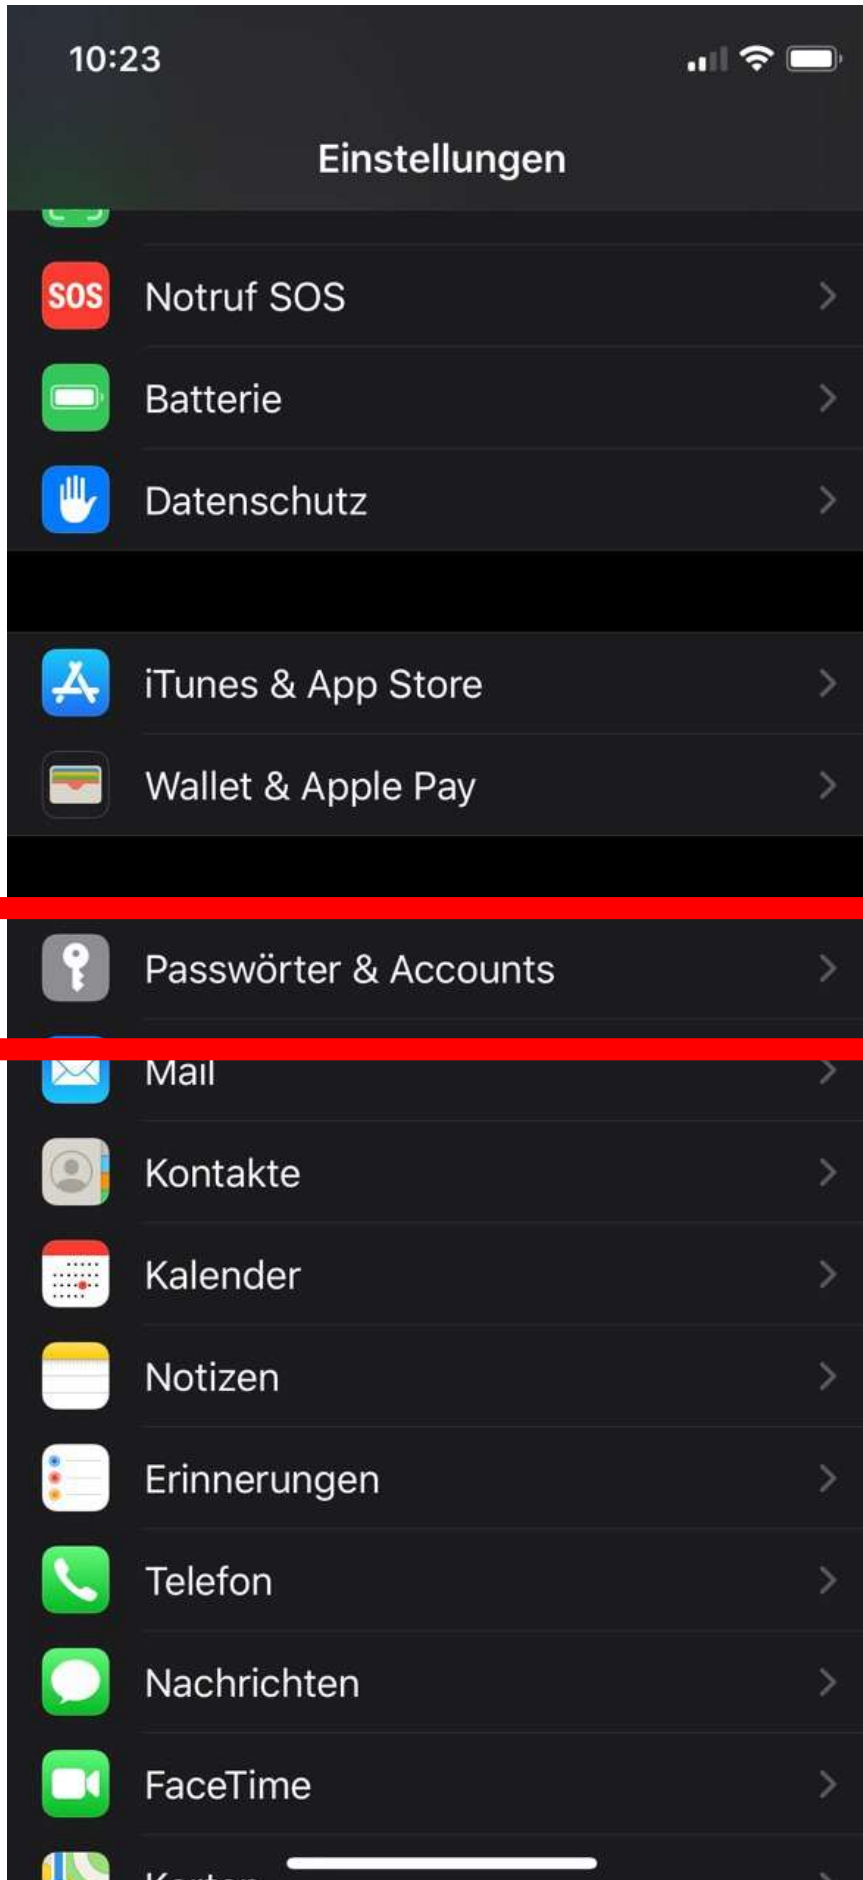 10:23
Einstellungen
SOS Notruf SOS
Batterie
Datenschutz
iTunes & App Store
Wallet & Apple Pay
Passwörter & Accounts
Mail
Kontakte
Kalender
Notizen
Erinnerungen
Telefon
Nachrichten
FaceTime